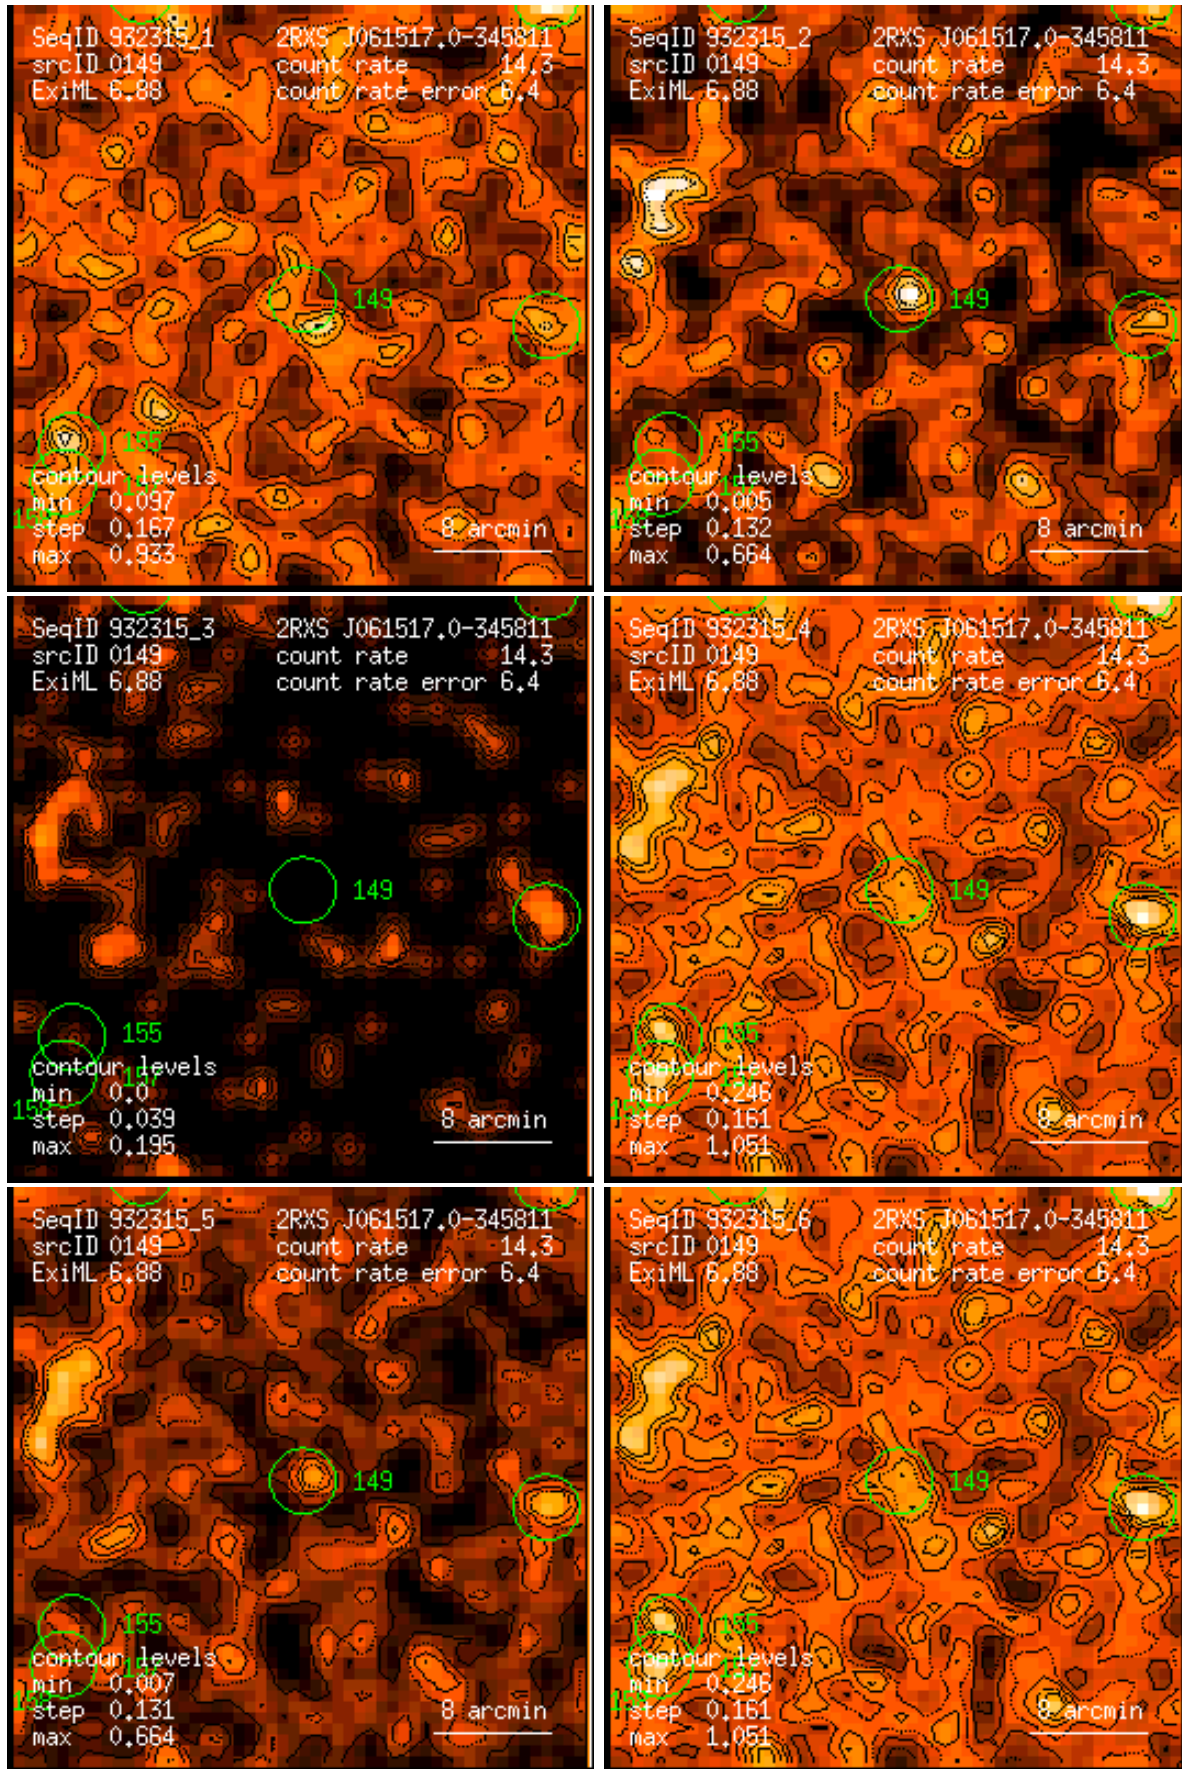 SeqID 932315_1 2RXS J061517.0-345811
srcID 0149 count rate 14.3
ExiML 6.88 count rate error 6.4
149
155
contour levels
min 0.097
step 0.167
max 0.933
8 arcmin
SeqID 932315_2 2RXS J061517.0-345811
srcID 0149 count rate 14.3
ExiML 6.88 count rate error 6.4
149
155
contour levels
min 0.005
step 0.132
max 0.664
8 arcmin
SeqID 932315_3 2RXS J061517.0-345811
srcID 0149 count rate 14.3
ExiML 6.88 count rate error 6.4
149
155
contour levels
min 0.0
step 0.039
max 0.195
8 arcmin
SeqID 932315_4 2RXS J061517.0-345811
srcID 0149 count rate 14.3
ExiML 6.88 count rate error 6.4
149
155
contour levels
min 0.246
step 0.161
max 1.051
8 arcmin
SeqID 932315_5 2RXS J061517.0-345811
srcID 0149 count rate 14.3
ExiML 6.88 count rate error 6.4
149
155
contour levels
min 0.007
step 0.131
max 0.664
8 arcmin
SeqID 932315_6 2RXS J061517.0-345811
srcID 0149 count rate 14.3
ExiML 6.88 count rate error 6.4
149
155
contour levels
min 0.246
step 0.161
max 1.051
8 arcmin